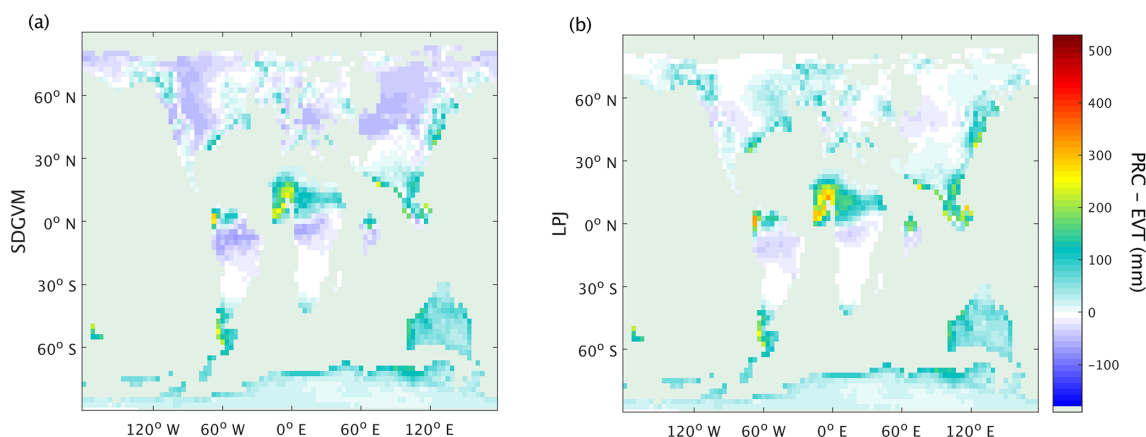 (a)
SDGVM
60° N
30° N
0° N
30° S
60° S
120° W
60° W
0° E
60° E
120° E
(b)
LPJ
60° N
30° N
0° N
30° S
60° S
120° W
60° W
0° E
60° E
120° E
500
400
300
200
100
0
−100
PRC − EVT (mm)